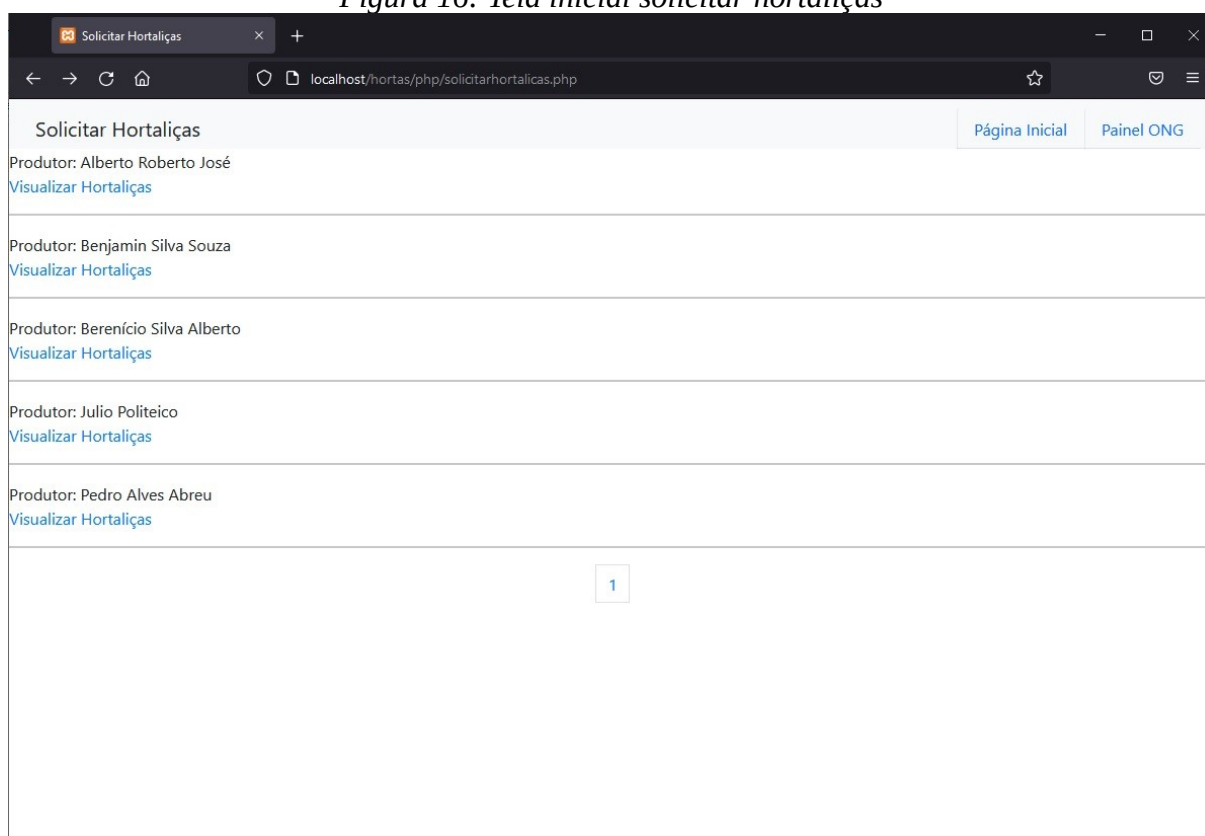 Figura 16: Tela inicial solicitar hortaliças
Solicitar Hortaliças
localhost/hortas/php/solicitarhortalicas.php
Solicitar Hortaliças
Página Inicial
Painel ONG
Produtor: Alberto Roberto José
Visualizar Hortaliças
Produtor: Benjamin Silva Souza
Visualizar Hortaliças
Produtor: Berenício Silva Alberto
Visualizar Hortaliças
Produtor: Julio Politeico
Visualizar Hortaliças
Produtor: Pedro Alves Abreu
Visualizar Hortaliças
1